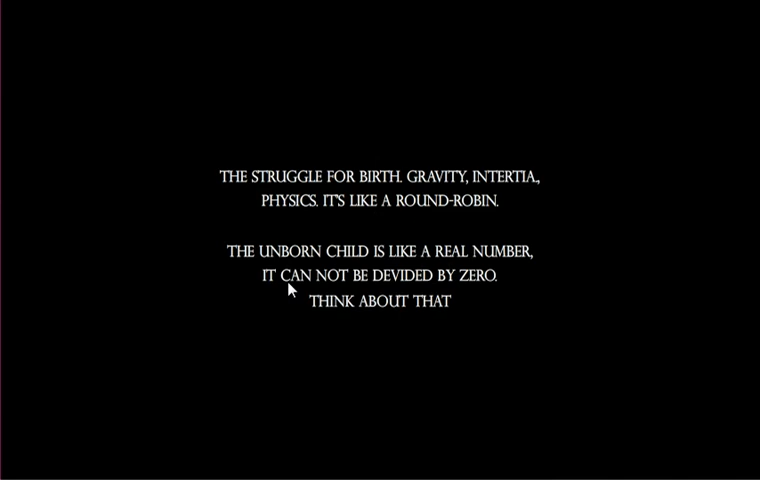 THE STRUGGLE FOR BIRTH. GRAVITY, INTERTIA,
PHYSICS. IT'S LIKE A ROUND-ROBIN.
THE UNBORN CHILD IS LIKE A REAL NUMBER,
IT CAN NOT BE DEVIDED BY ZERO.
THINK ABOUT THAT